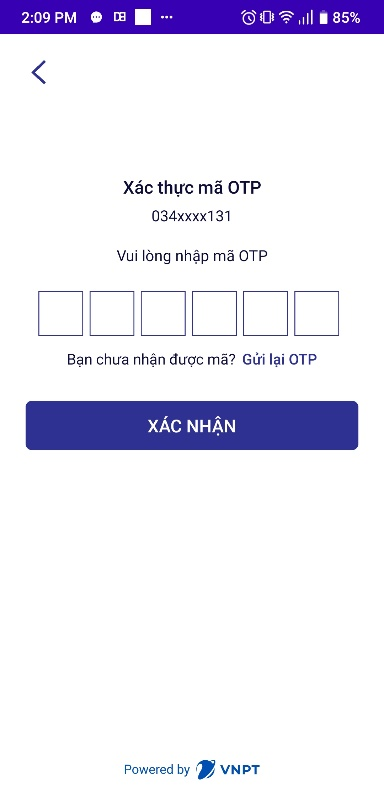 2:09 PM 85%
Xác thực mã OTP
034xxxx131
Vui lòng nhập mã OTP
Bạn chưa nhận được mã? Gửi lại OTP
XÁC NHẬN
Powered by VNPT